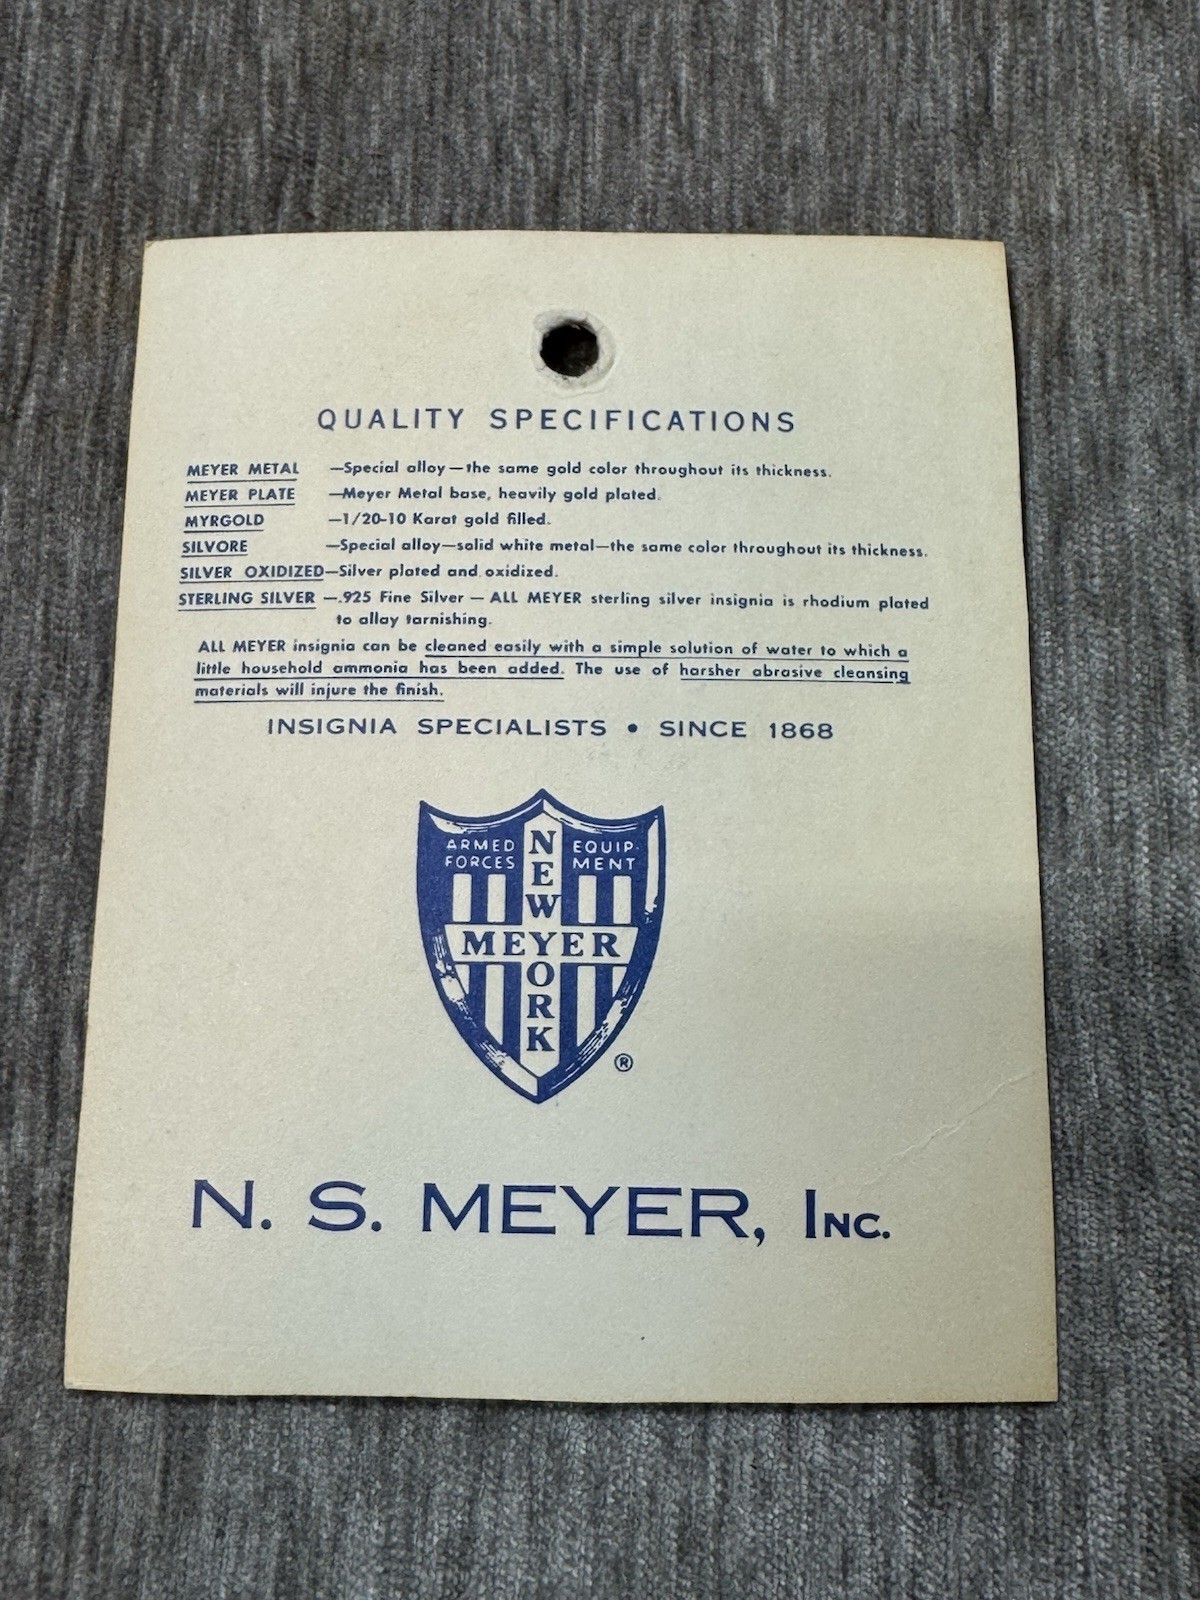 QUALITY SPECIFICATIONS
MEYER METAL —Special alloy—the same gold color throughout its thickness.
MEYER PLATE —Meyer Metal base, heavily gold plated.
MYRGOLD —1/20-10 Karat gold filled.
SILVORE —Special alloy—solid white metal—the same color throughout its thickness.
SILVER OXIDIZED—Silver plated and oxidized.
STERLING SILVER —.925 Fine Silver — ALL MEYER sterling silver insignia is rhodium plated
to allay tarnishing.
ALL MEYER insignia can be cleaned easily with a simple solution of water to which a
little household ammonia has been added. The use of harsher abrasive cleansing
materials will injure the finish.
INSIGNIA SPECIALISTS • SINCE 1868
ARMED FORCES
EQUIP-
MENT
NEW YORK
MEYER
®
N. S. MEYER, INC.